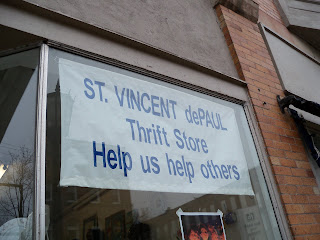 ST. VINCENT dePAUL
Thrift Store
Help us help others